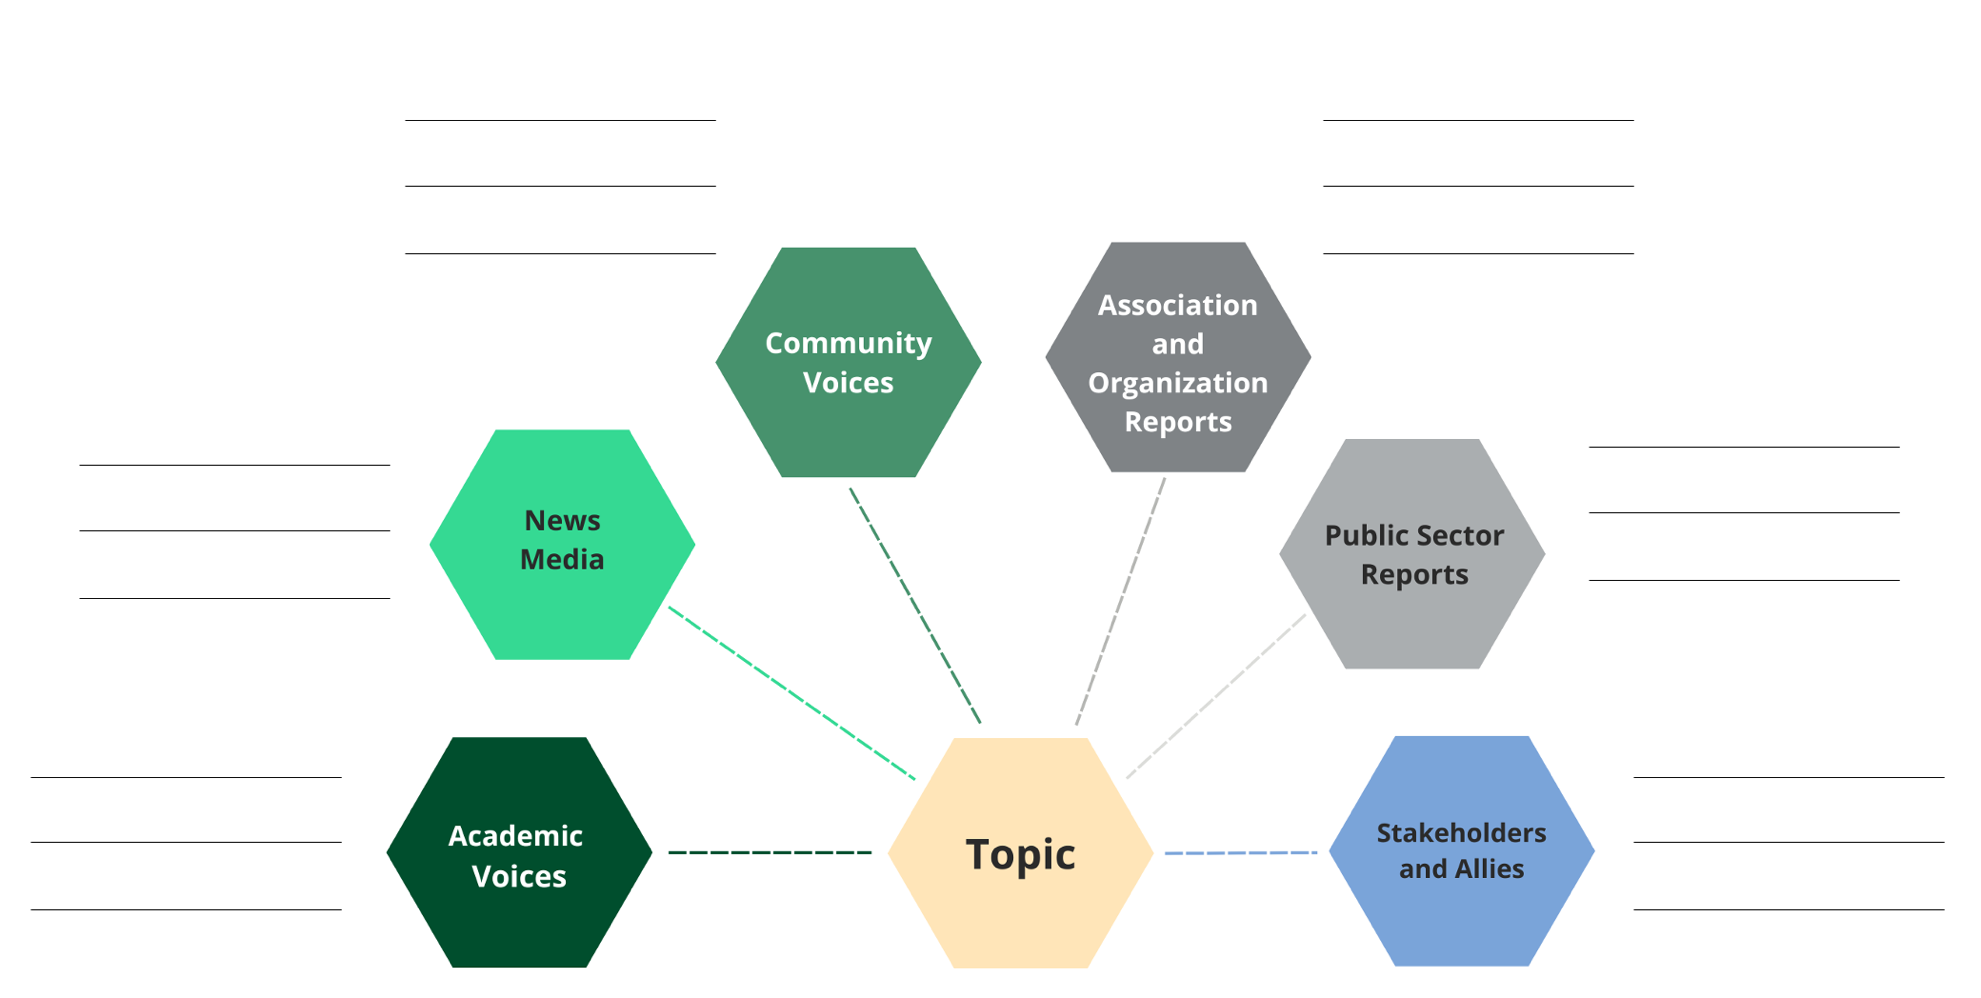 Community
Voices
Association
and
Organization
Reports
News
Media
Public Sector
Reports
Academic
Voices
Topic
Stakeholders
and Allies